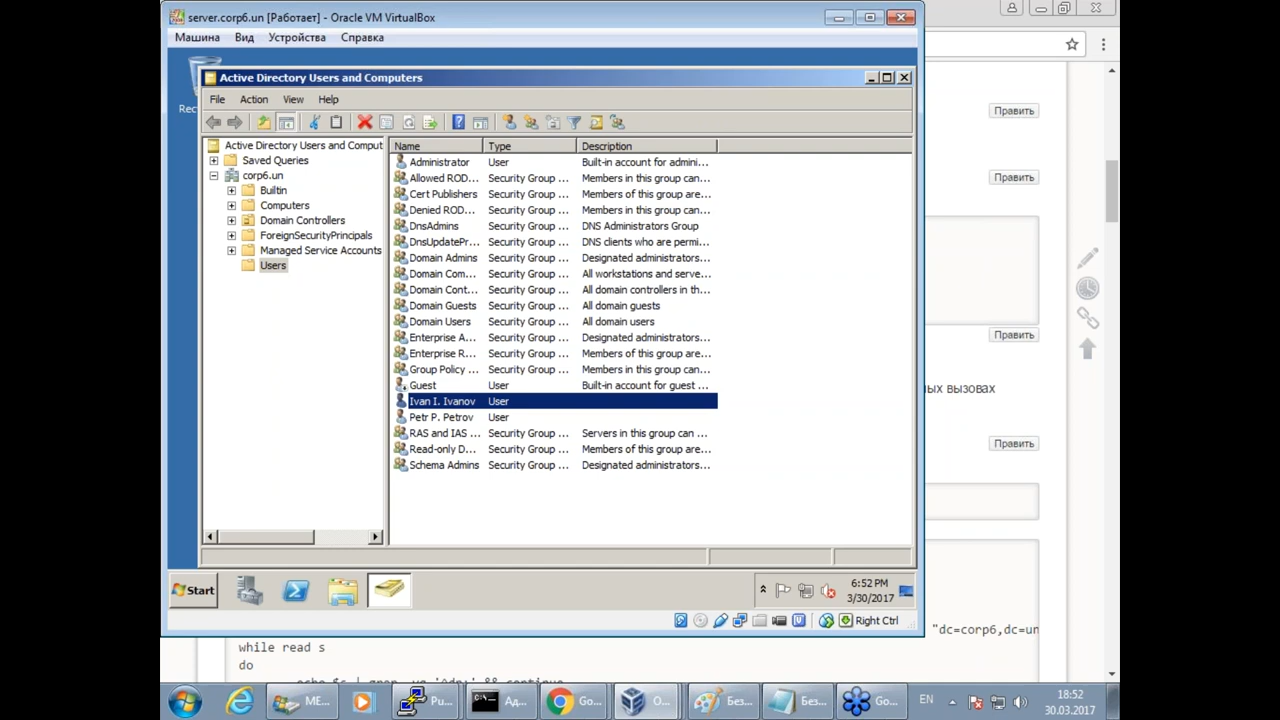 server.corp6.un [Работает] - Oracle VM VirtualBox
Машина Вид Устройства Справка
Active Directory Users and Computers
File Action View Help
Active Directory Users and Comput
Saved Queries
corp6.un
Builtin
Computers
Domain Controllers
ForeignSecurityPrincipals
Managed Service Accounts
Users
Name Type Description
Administrator User Built-in account for admini...
Allowed ROD... Security Group ... Members in this group can...
Cert Publishers Security Group ... Members of this group are...
Denied ROD... Security Group ... Members in this group can...
DnsAdmins Security Group ... DNS Administrators Group
DnsUpdatePr... Security Group ... DNS clients who are permi...
Domain Admins Security Group ... Designated administrators...
Domain Com... Security Group ... All workstations and serve...
Domain Cont... Security Group ... All domain controllers in th...
Domain Guests Security Group ... All domain guests
Domain Users Security Group ... All domain users
Enterprise A... Security Group ... Designated administrators...
Enterprise R... Security Group ... Members of this group are...
Group Policy ... Security Group ... Members in this group can...
Guest User Built-in account for guest ...
Ivan I. Ivanov User
Petr P. Petrov User
RAS and IAS ... Security Group ... Servers in this group can ...
Read-only D... Security Group ... Members of this group are...
Schema Admins Security Group ... Designated administrators...
Rec
Start
6:52 PM
3/30/2017
Right Ctrl
Править
Править
Править
ных вызовах
Править
"dc=corp6,dc=un
while read s
do
ME...
Pu...
Ад...
Go...
O...
Без...
Без...
Go...
EN
18:52
30.03.2017